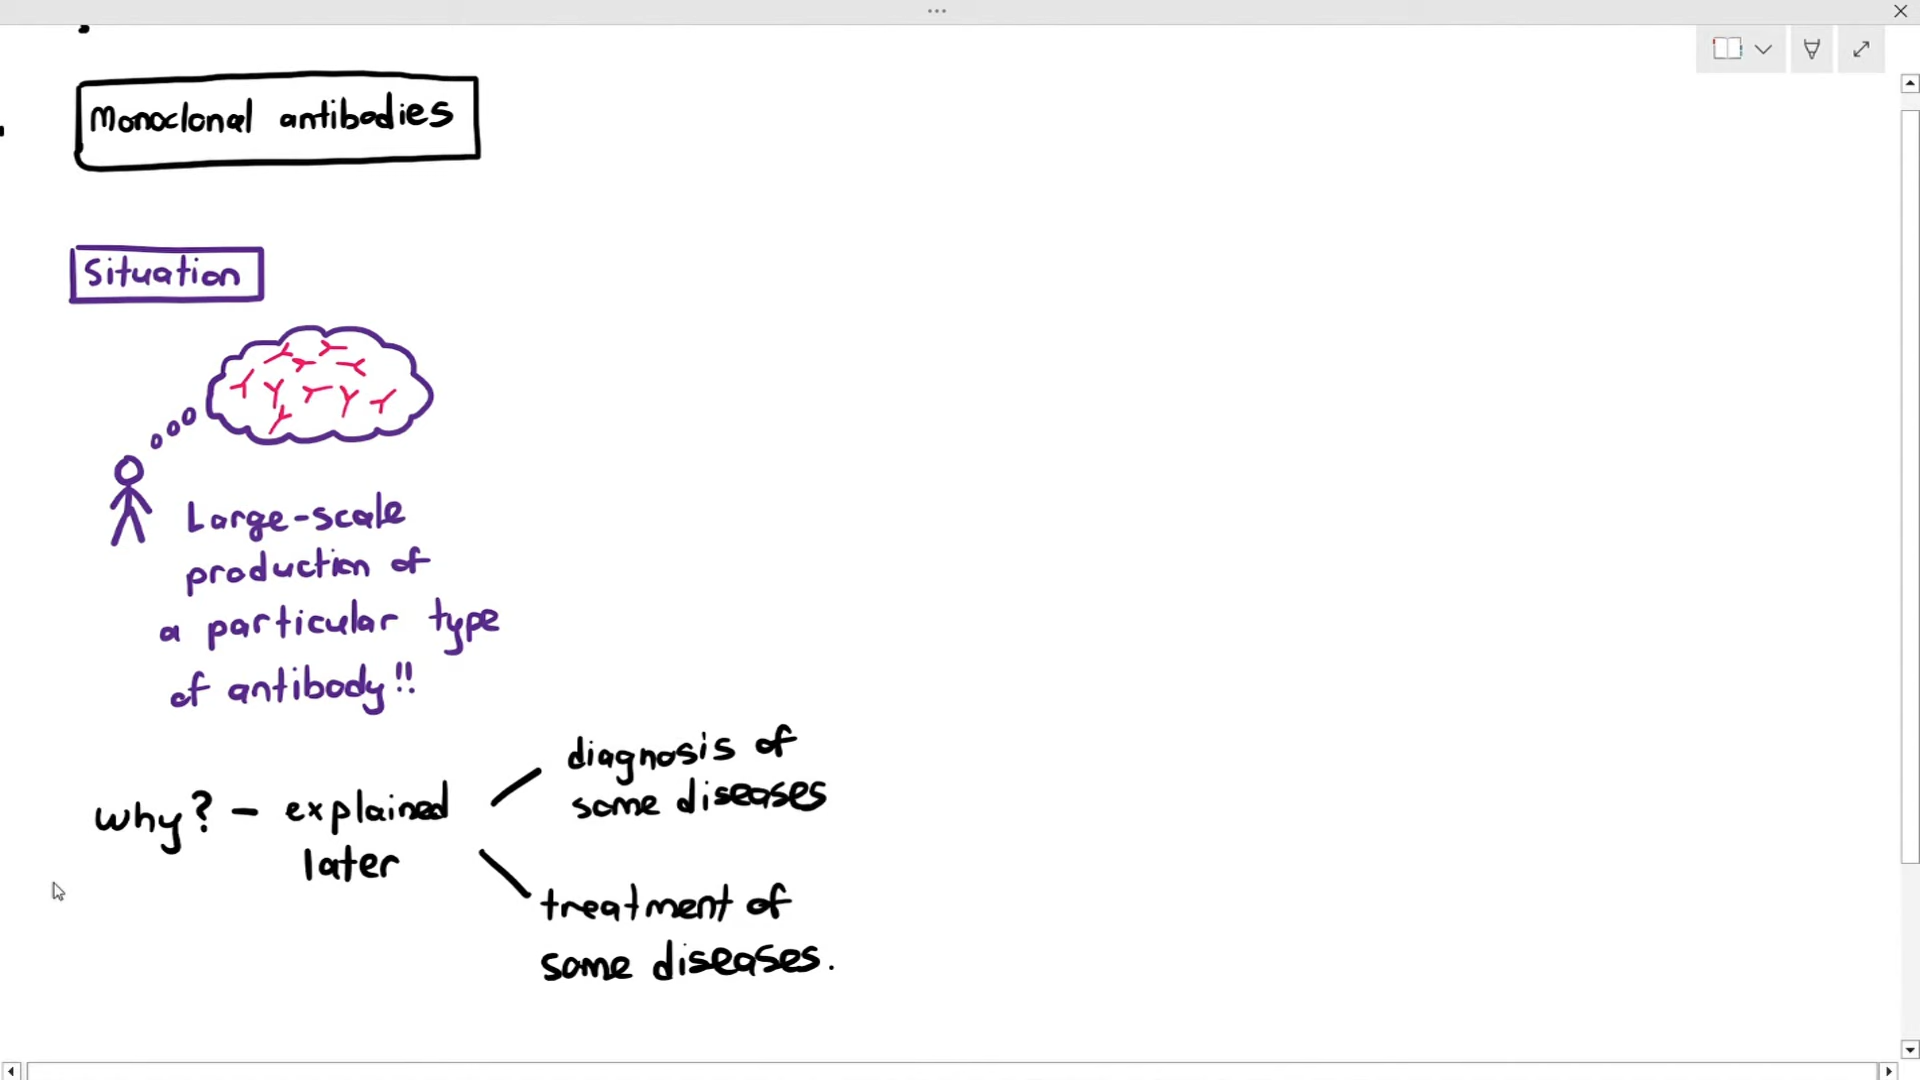 Monoclonal antibodies
Situation
Large-scale
production of
a particular type
of antibody!!
why? - explained
later
diagnosis of
some diseases
treatment of
some diseases.